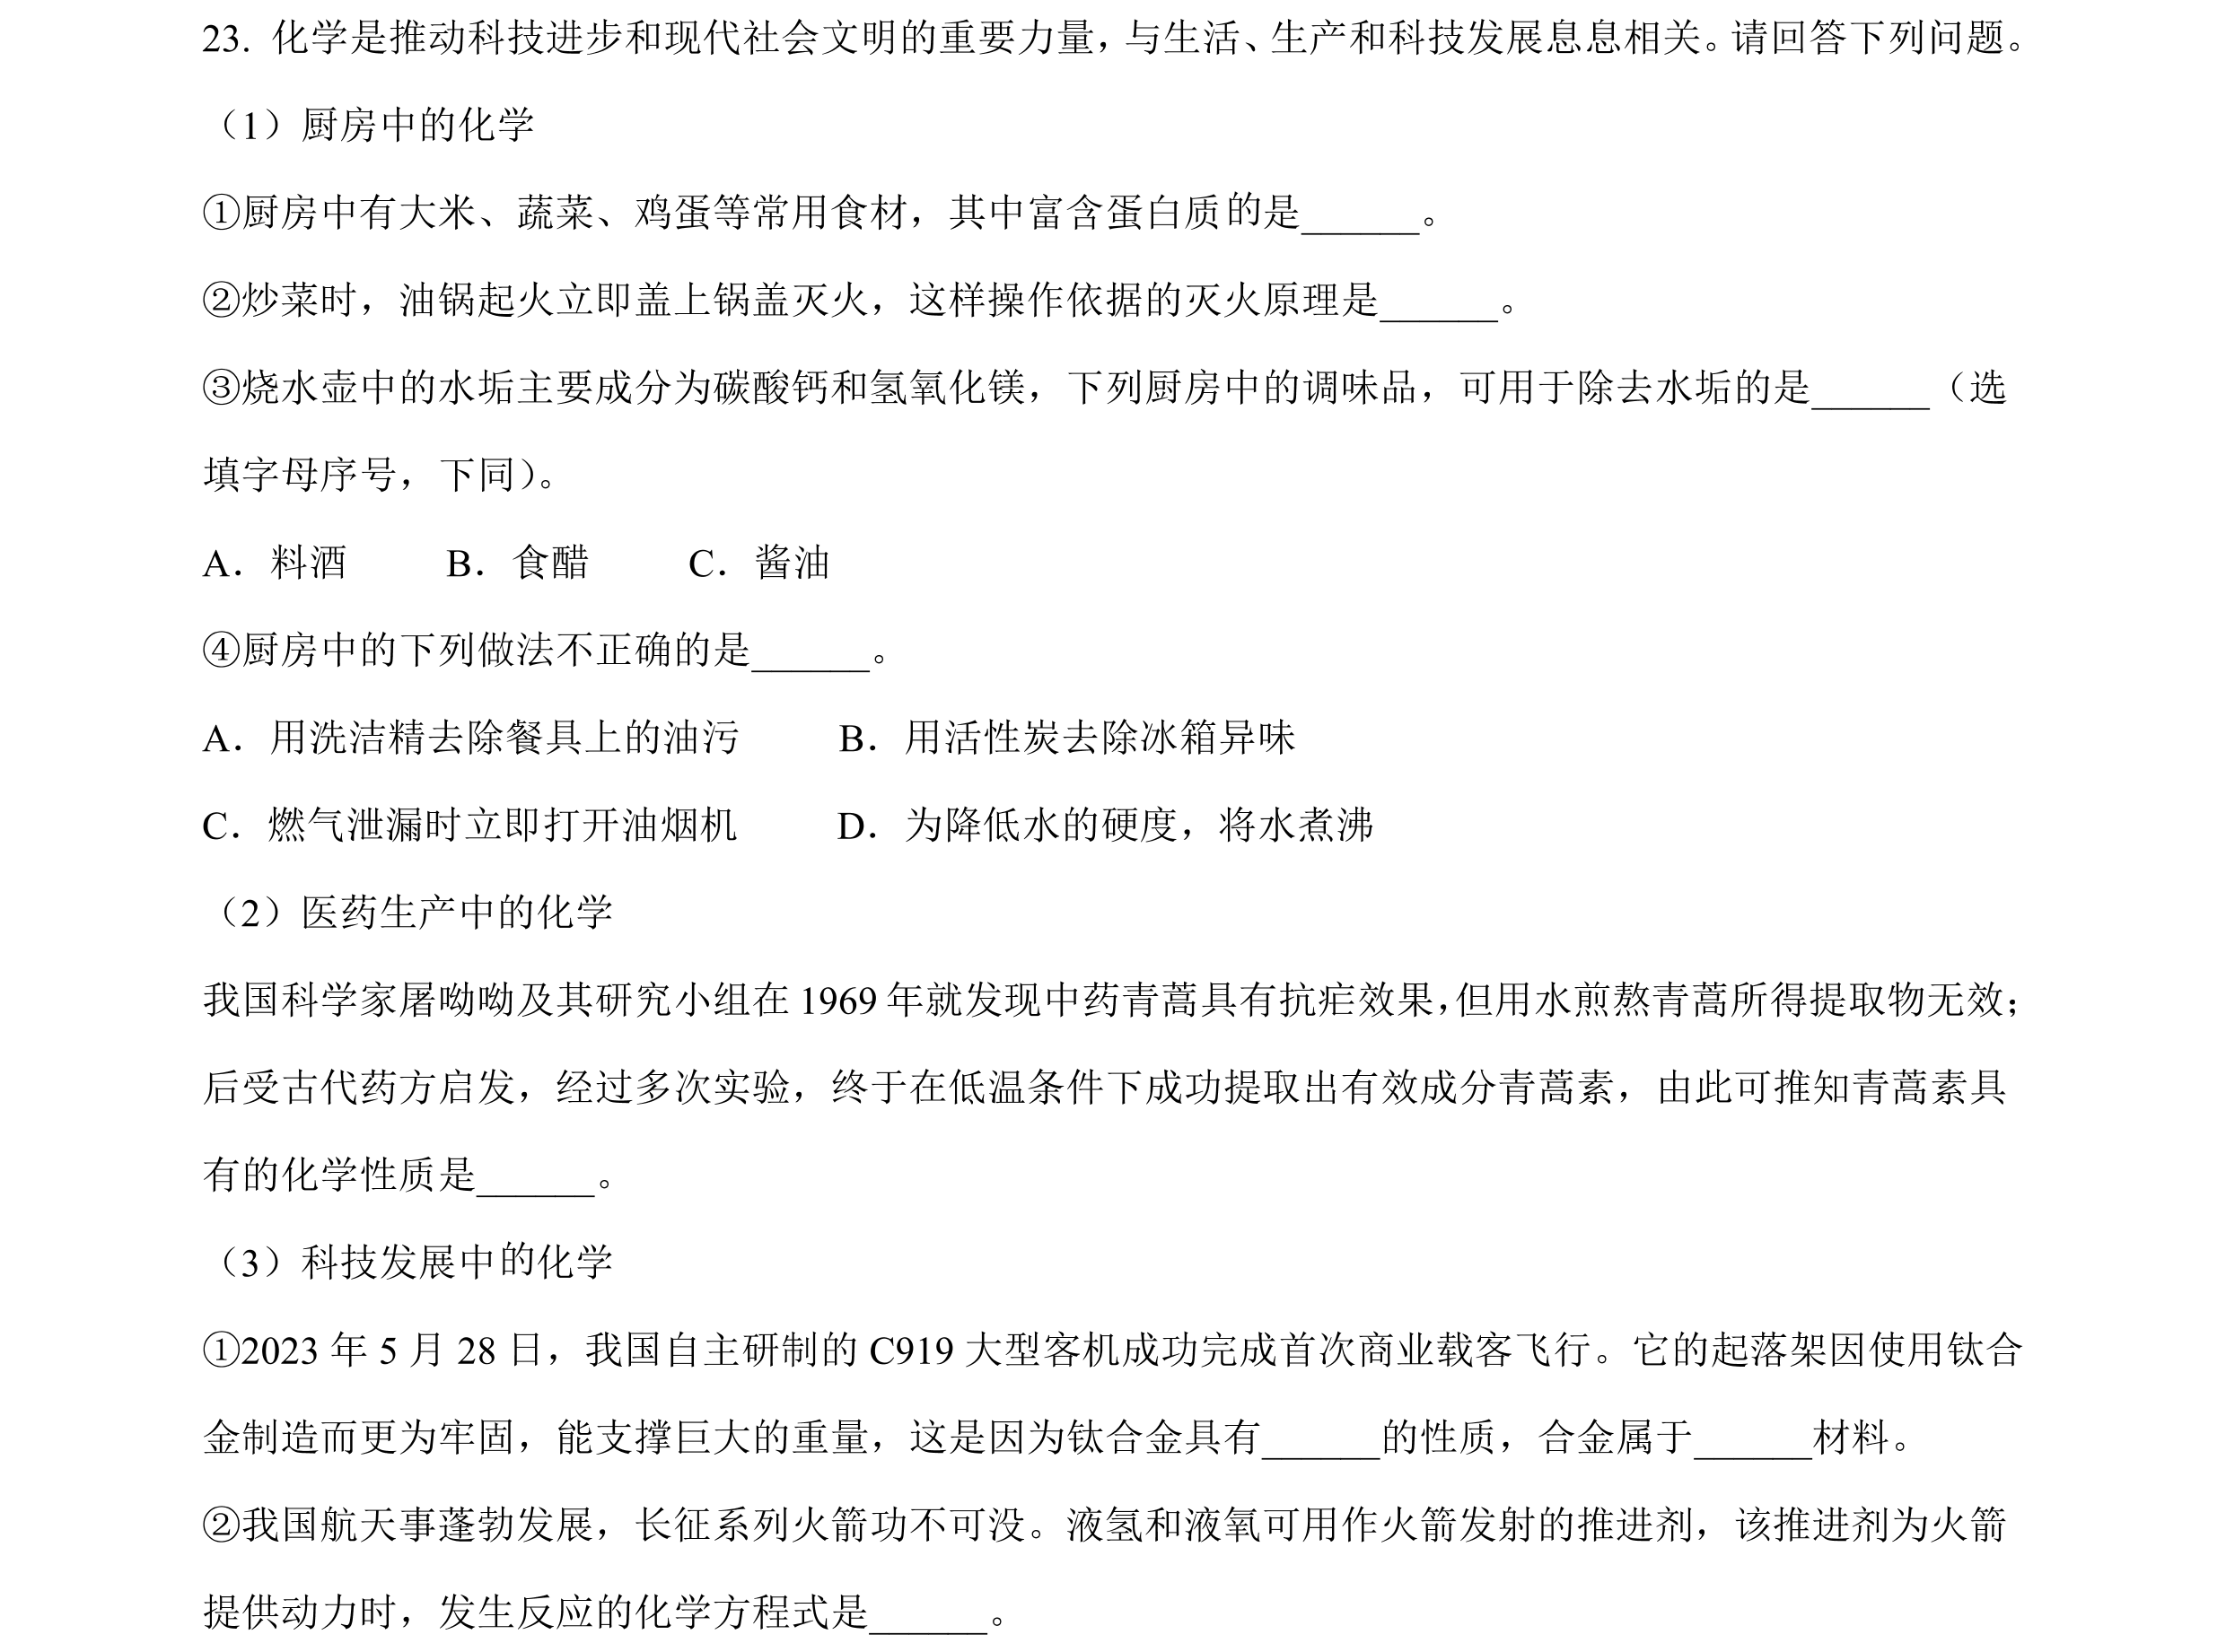 23. 化学是推动科技进步和现代社会文明的重要力量，与生活、生产和科技发展息息相关。请回答下列问题。
（1）厨房中的化学
①厨房中有大米、蔬菜、鸡蛋等常用食材，其中富含蛋白质的是______。
②炒菜时，油锅起火立即盖上锅盖灭火，这样操作依据的灭火原理是______。
③烧水壶中的水垢主要成分为碳酸钙和氢氧化镁，下列厨房中的调味品，可用于除去水垢的是______（选
填字母序号，下同）。
A．料酒 B．食醋 C．酱油
④厨房中的下列做法不正确的是______。
A．用洗洁精去除餐具上的油污 B．用活性炭去除冰箱异味
C．燃气泄漏时立即打开油烟机 D．为降低水的硬度，将水煮沸
（2）医药生产中的化学
我国科学家屠呦呦及其研究小组在 1969 年就发现中药青蒿具有抗疟效果，但用水煎熬青蒿所得提取物无效；
后受古代药方启发，经过多次实验，终于在低温条件下成功提取出有效成分青蒿素，由此可推知青蒿素具
有的化学性质是______。
（3）科技发展中的化学
①2023 年 5 月 28 日，我国自主研制的 C919 大型客机成功完成首次商业载客飞行。它的起落架因使用钛合
金制造而更为牢固，能支撑巨大的重量，这是因为钛合金具有______的性质，合金属于______材料。
②我国航天事蓬勃发展，长征系列火箭功不可没。液氢和液氧可用作火箭发射的推进剂，该推进剂为火箭
提供动力时，发生反应的化学方程式是______。